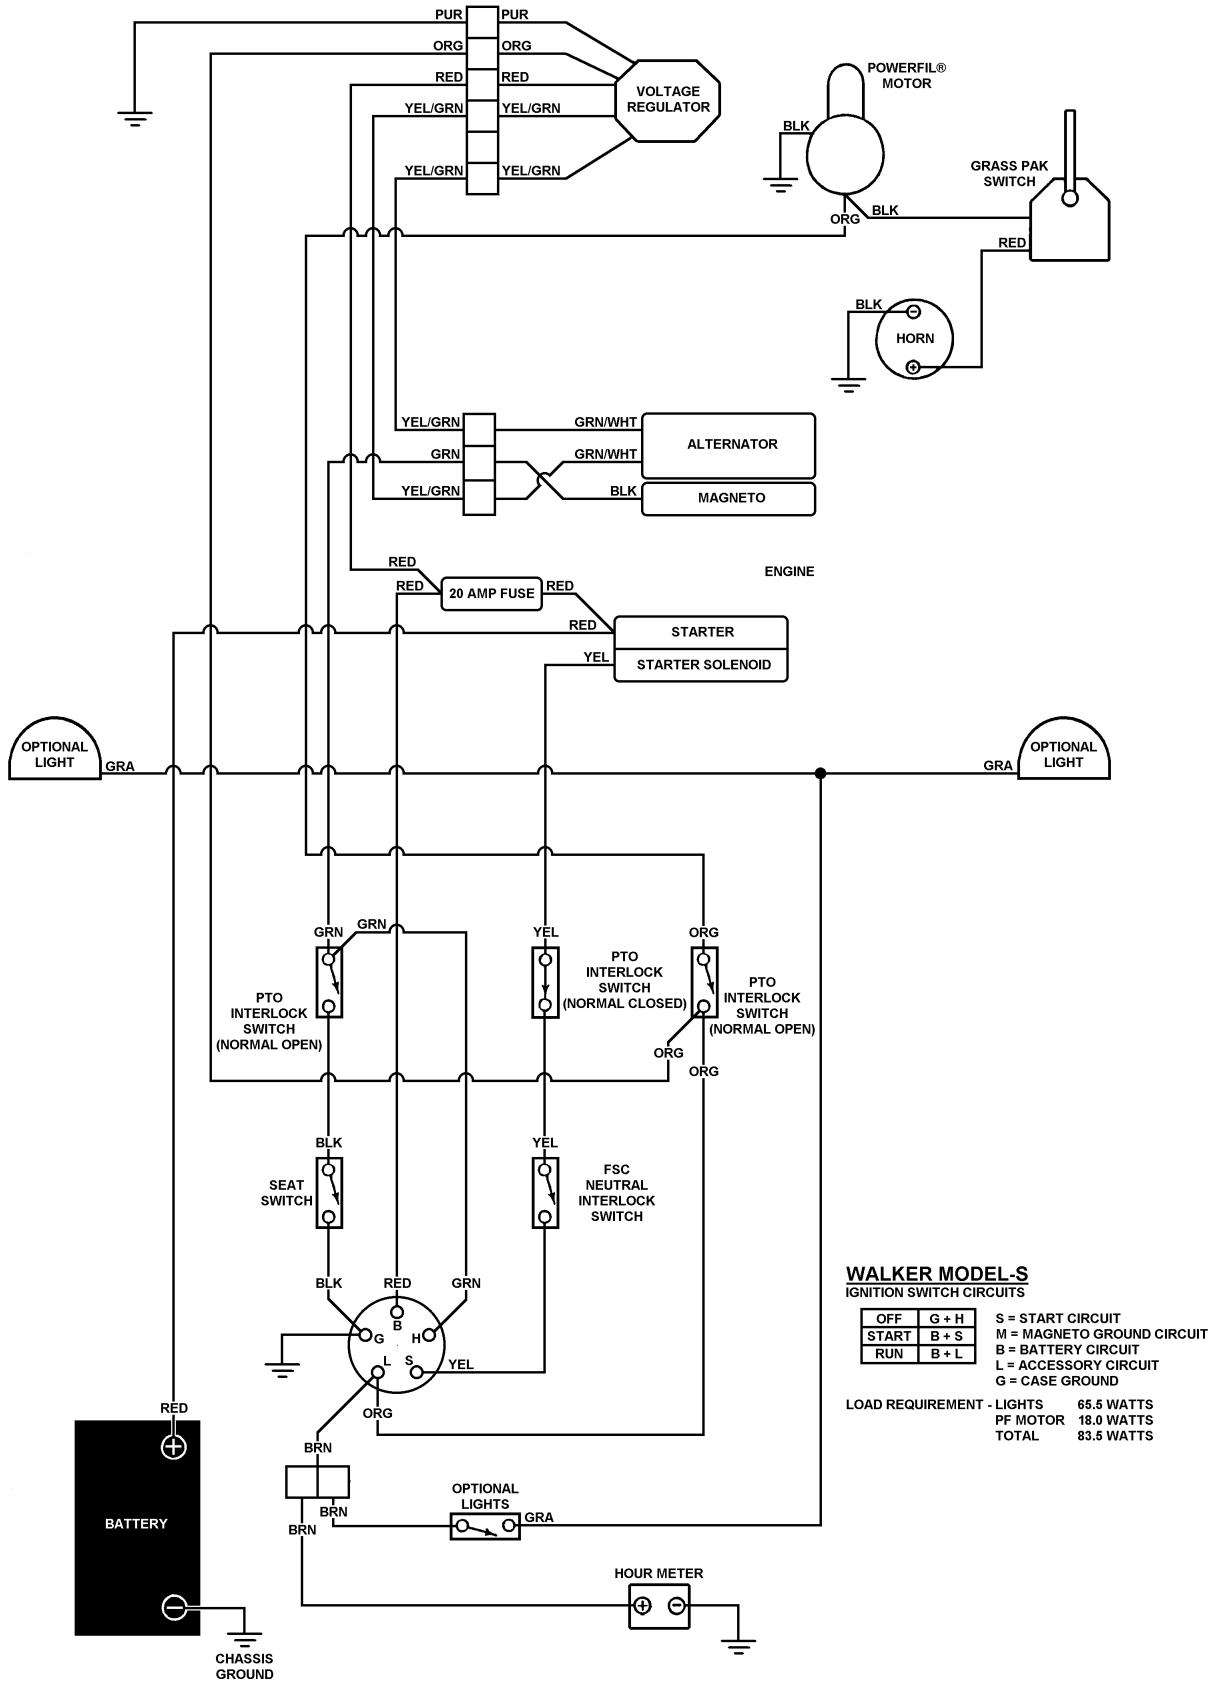 PUR PUR
ORG ORG
RED RED
YEL/GRN YEL/GRN
YEL/GRN YEL/GRN
VOLTAGE
REGULATOR
POWERFIL®
MOTOR
BLK
ORG
BLK
GRASS PAK
SWITCH
RED
BLK
HORN
YEL/GRN GRN/WHT
GRN GRN/WHT
YEL/GRN BLK
ALTERNATOR
MAGNETO
ENGINE
RED
RED
20 AMP FUSE
RED
RED
STARTER
YEL
STARTER SOLENOID
OPTIONAL
LIGHT
GRA
GRA
OPTIONAL
LIGHT
GRN
GRN
YEL
ORG
PTO
INTERLOCK
SWITCH
(NORMAL OPEN)
PTO
INTERLOCK
SWITCH
(NORMAL CLOSED)
PTO
INTERLOCK
SWITCH
(NORMAL OPEN)
ORG
ORG
BLK
YEL
SEAT
SWITCH
FSC
NEUTRAL
INTERLOCK
SWITCH
BLK
RED
GRN
B
G
H
L
S
YEL
ORG
BRN
BRN
BRN
OPTIONAL
LIGHTS
GRA
HOUR METER
RED
BATTERY
CHASSIS
GROUND
WALKER MODEL-S
IGNITION SWITCH CIRCUITS
OFF G + H
START B + S
RUN B + L
S = START CIRCUIT
M = MAGNETO GROUND CIRCUIT
B = BATTERY CIRCUIT
L = ACCESSORY CIRCUIT
G = CASE GROUND
LOAD REQUIREMENT - LIGHTS 65.5 WATTS
PF MOTOR 18.0 WATTS
TOTAL 83.5 WATTS